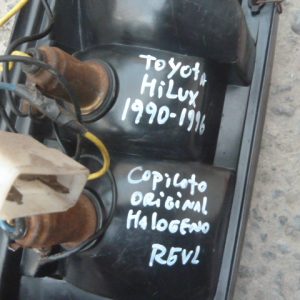 Toyota
HiLUX
1990-1996
Copiloto
ORIGINAL
HALOGENO
REVL